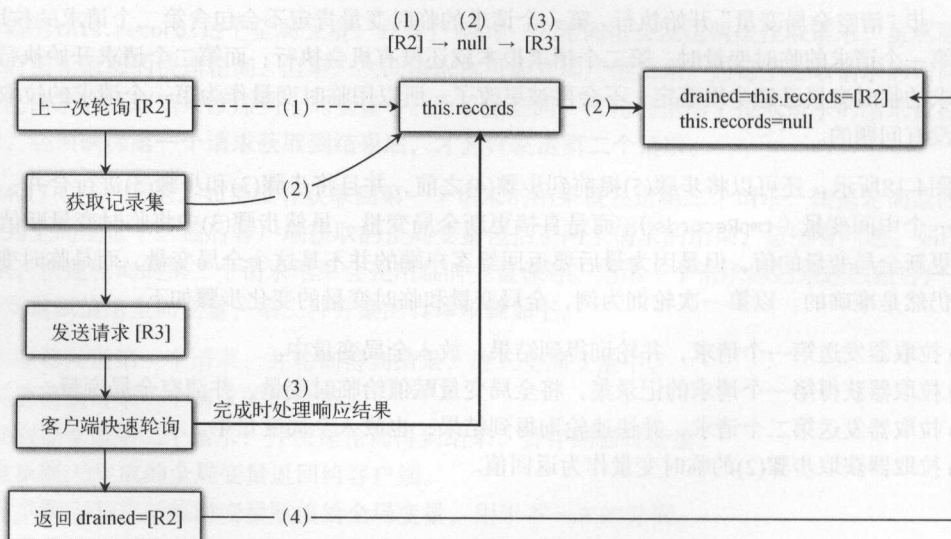 (1) (2) (3)
[R2] → null → [R3]
上一次轮询 [R2]
(1)
this.records
(2)
drained=this.records=[R2]
this.records=null
(2)
获取记录集
发送请求 [R3]
(3)
完成时处理响应结果
客户端快速轮询
返回 drained=[R2]
(4)